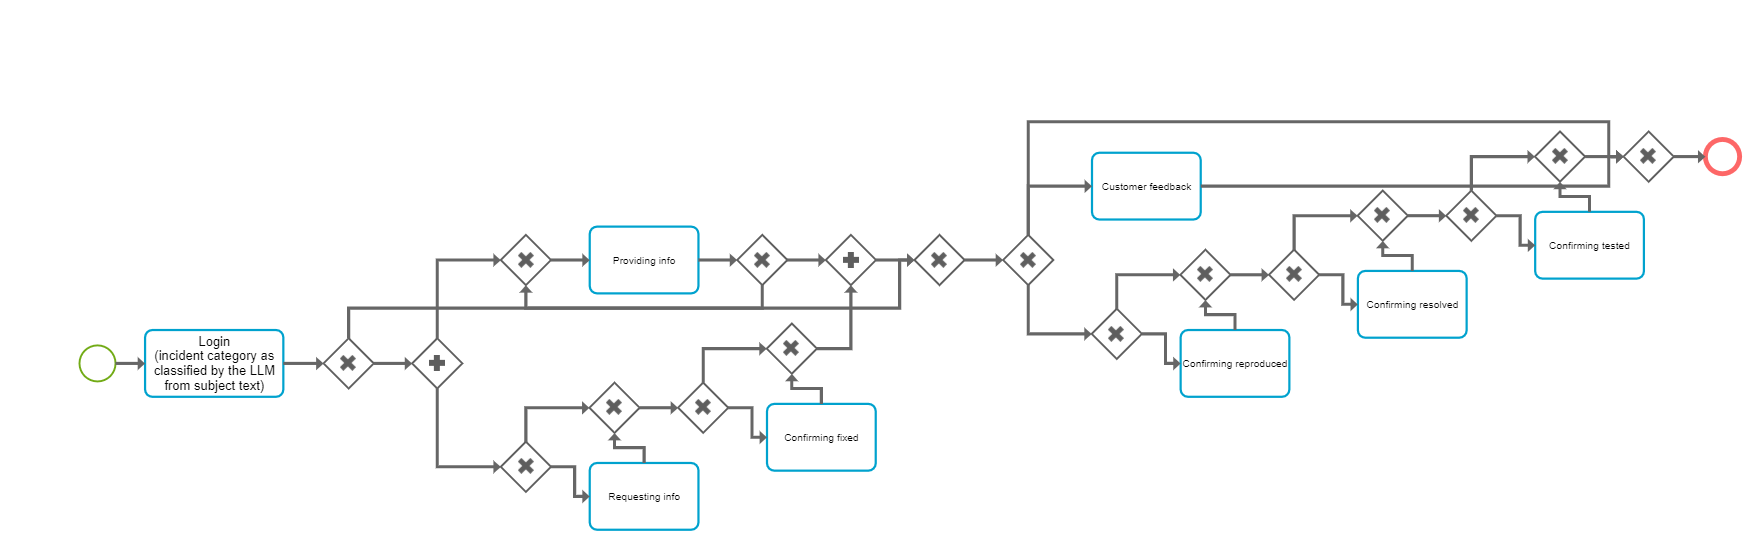 Login
(incident category as
classified by the LLM
from subject text)
Providing info
Requesting info
Confirming fixed
Customer feedback
Confirming reproduced
Confirming resolved
Confirming tested